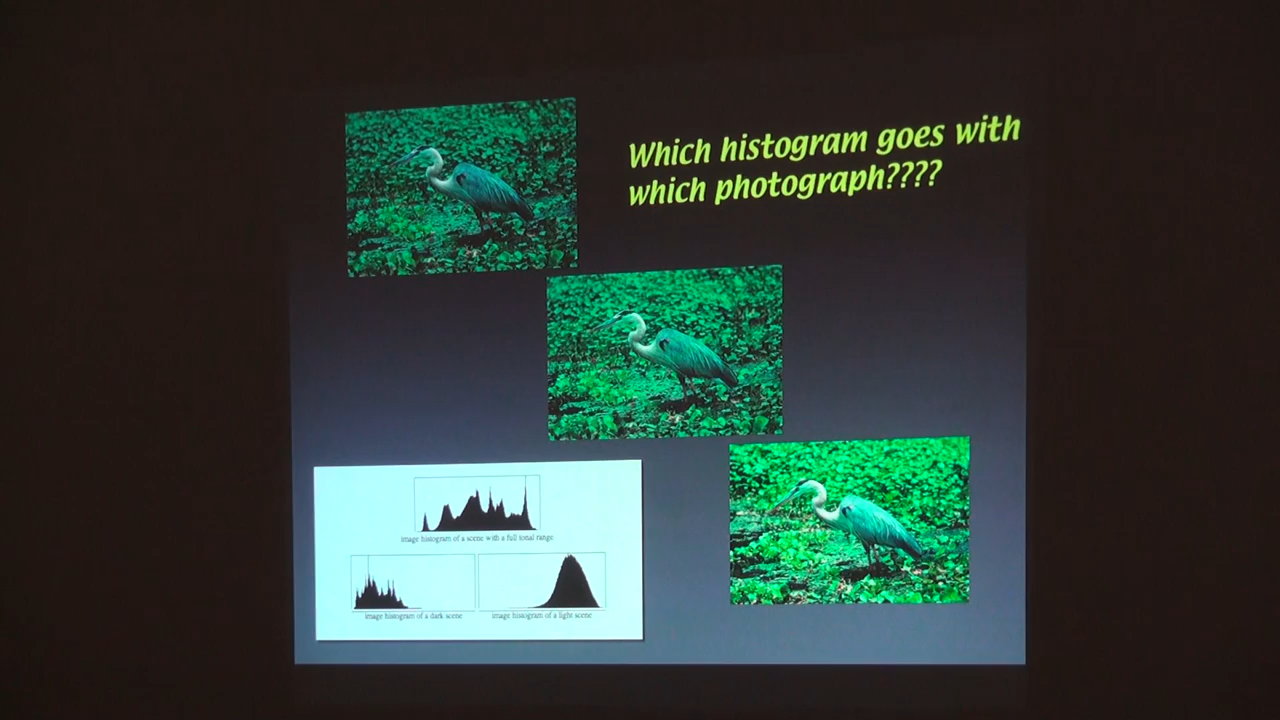 Which histogram goes with
which photograph????
image histogram of a scene with a full tonal range
image histogram of a dark scene
image histogram of a light scene